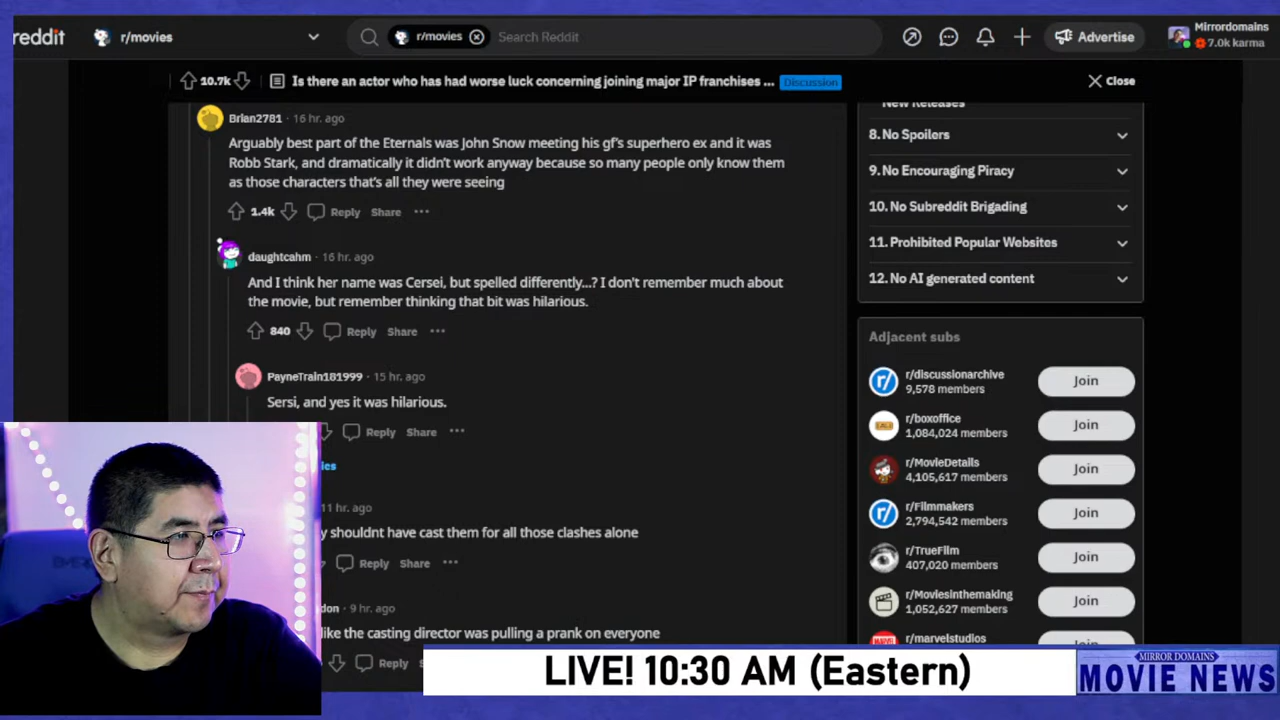 reddit
r/movies
r/movies
Search Reddit
Advertise
Mirrordomains
7.0k karma
10.7k
Is there an actor who has had worse luck concerning joining major IP franchises ...
Discussion
Close
Brian2781 16 hr. ago
Arguably best part of the Eternals was John Snow meeting his gf's superhero ex and it was
Robb Stark, and dramatically it didn't work anyway because so many people only know them
as those characters that's all they were seeing
1.4k Reply Share ...
daughtcahm 16 hr. ago
And I think her name was Cersei, but spelled differently...? I don't remember much about
the movie, but remember thinking that bit was hilarious.
840 Reply Share ...
PayneTrain181999 15 hr. ago
Sersi, and yes it was hilarious.
Reply Share ...
ies
11 hr. ago
y shouldnt have cast them for all those clashes alone
Reply Share ...
don 9 hr. ago
like the casting director was pulling a prank on everyone
Reply
New Releases
8. No Spoilers
9. No Encouraging Piracy
10. No Subreddit Brigading
11. Prohibited Popular Websites
12. No AI generated content
Adjacent subs
r/discussionarchive
9,578 members
Join
r/boxoffice
1,084,024 members
Join
r/MovieDetails
4,105,617 members
Join
r/Filmmakers
2,794,542 members
Join
r/TrueFilm
407,020 members
Join
r/Moviesinthemaking
1,052,627 members
Join
r/marvelstudios
Join
LIVE! 10:30 AM (Eastern)
MIRROR DOMAINS
MOVIE NEWS